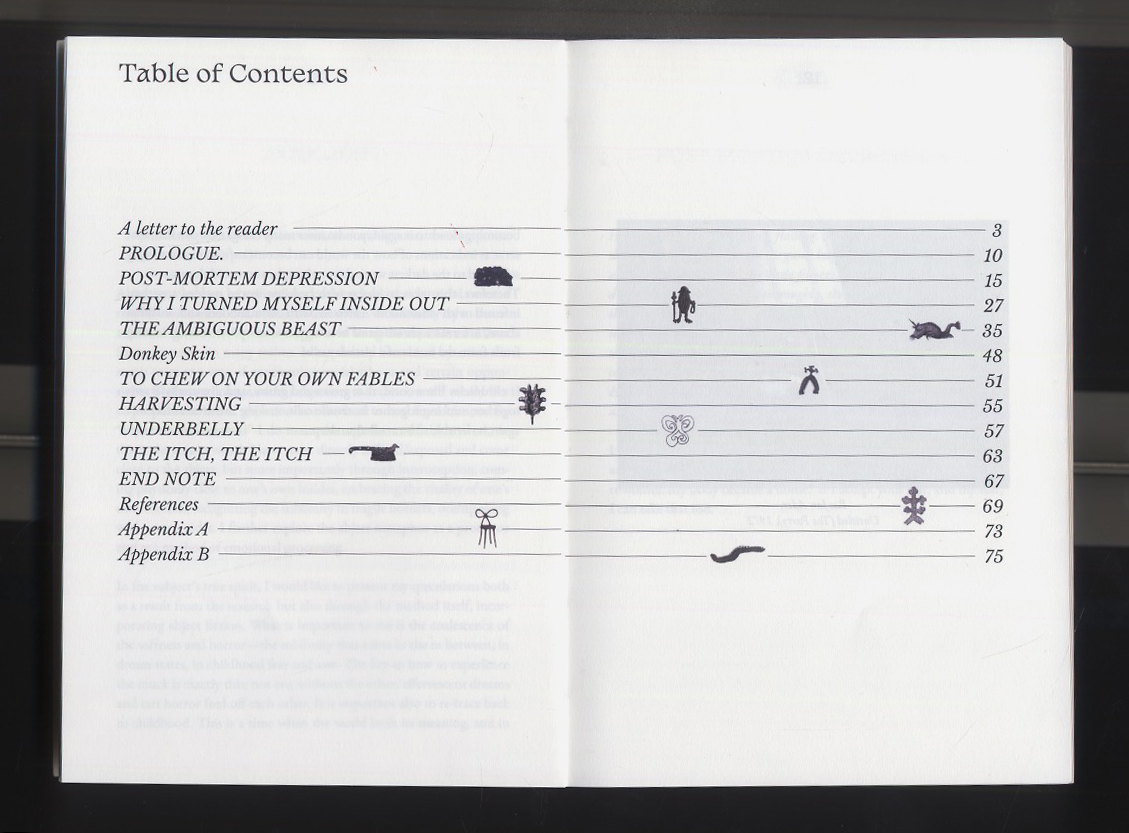 Table of Contents
A letter to the reader 3
PROLOGUE. 10
POST-MORTEM DEPRESSION 15
WHY I TURNED MYSELF INSIDE OUT 27
THE AMBIGUOUS BEAST 35
Donkey Skin 48
TO CHEW ON YOUR OWN FABLES 51
HARVESTING 55
UNDERBELLY 57
THE ITCH, THE ITCH 63
END NOTE 67
References 69
Appendix A 73
Appendix B 75